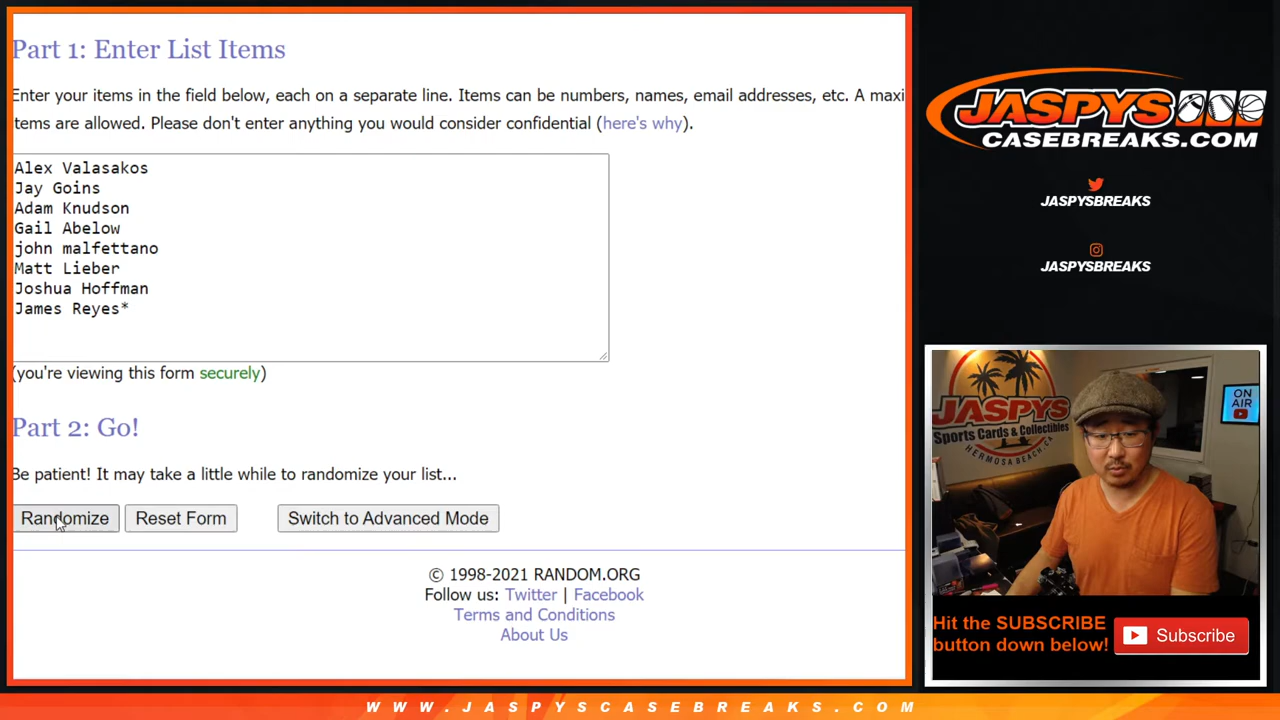 Part 1: Enter List Items
Enter your items in the field below, each on a separate line. Items can be numbers, names, email addresses, etc. A maxi
items are allowed. Please don't enter anything you would consider confidential (here's why).
Alex Valasakos
Jay Goins
Adam Knudson
Gail Abelow
john malfettano
Matt Lieber
Joshua Hoffman
James Reyes*
(you're viewing this form securely)
Part 2: Go!
Be patient! It may take a little while to randomize your list...
Randomize
Reset Form
Switch to Advanced Mode
© 1998-2021 RANDOM.ORG
Follow us: Twitter | Facebook
Terms and Conditions
About Us
JASPYS
CASEBREAKS.COM
JASPYSBREAKS
JASPYSBREAKS
JASPYS
Sports Cards & Collectibles
HERMOSA BEACH, CA
ON
AIR
Hit the SUBSCRIBE
button down below!
Subscribe
WWW.JASPYSCASEBREAKS.COM